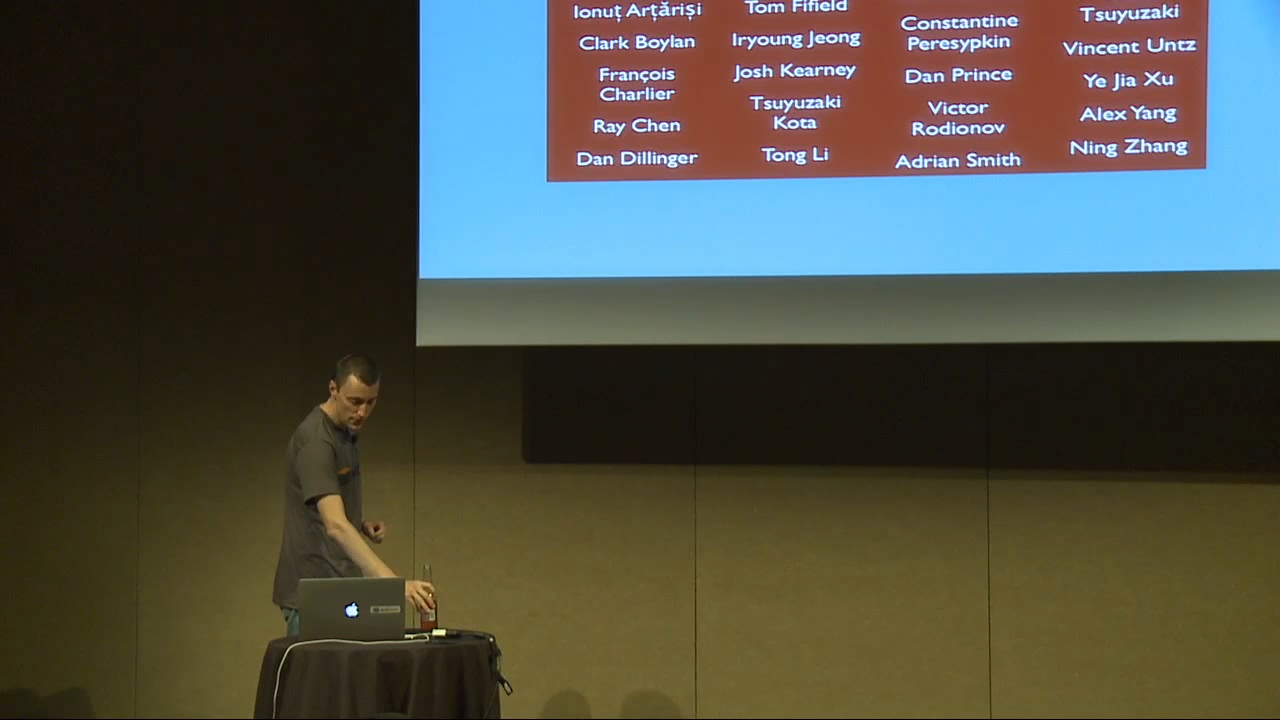 Ionuț Arțăriși
Clark Boylan
François
Charlier
Ray Chen
Dan Dillinger
Tom Fifield
Iryoung Jeong
Josh Kearney
Tsuyuzaki
Kota
Tong Li
Constantine
Peresypkin
Dan Prince
Victor
Rodionov
Adrian Smith
Tsuyuzaki
Vincent Untz
Ye Jia Xu
Alex Yang
Ning Zhang